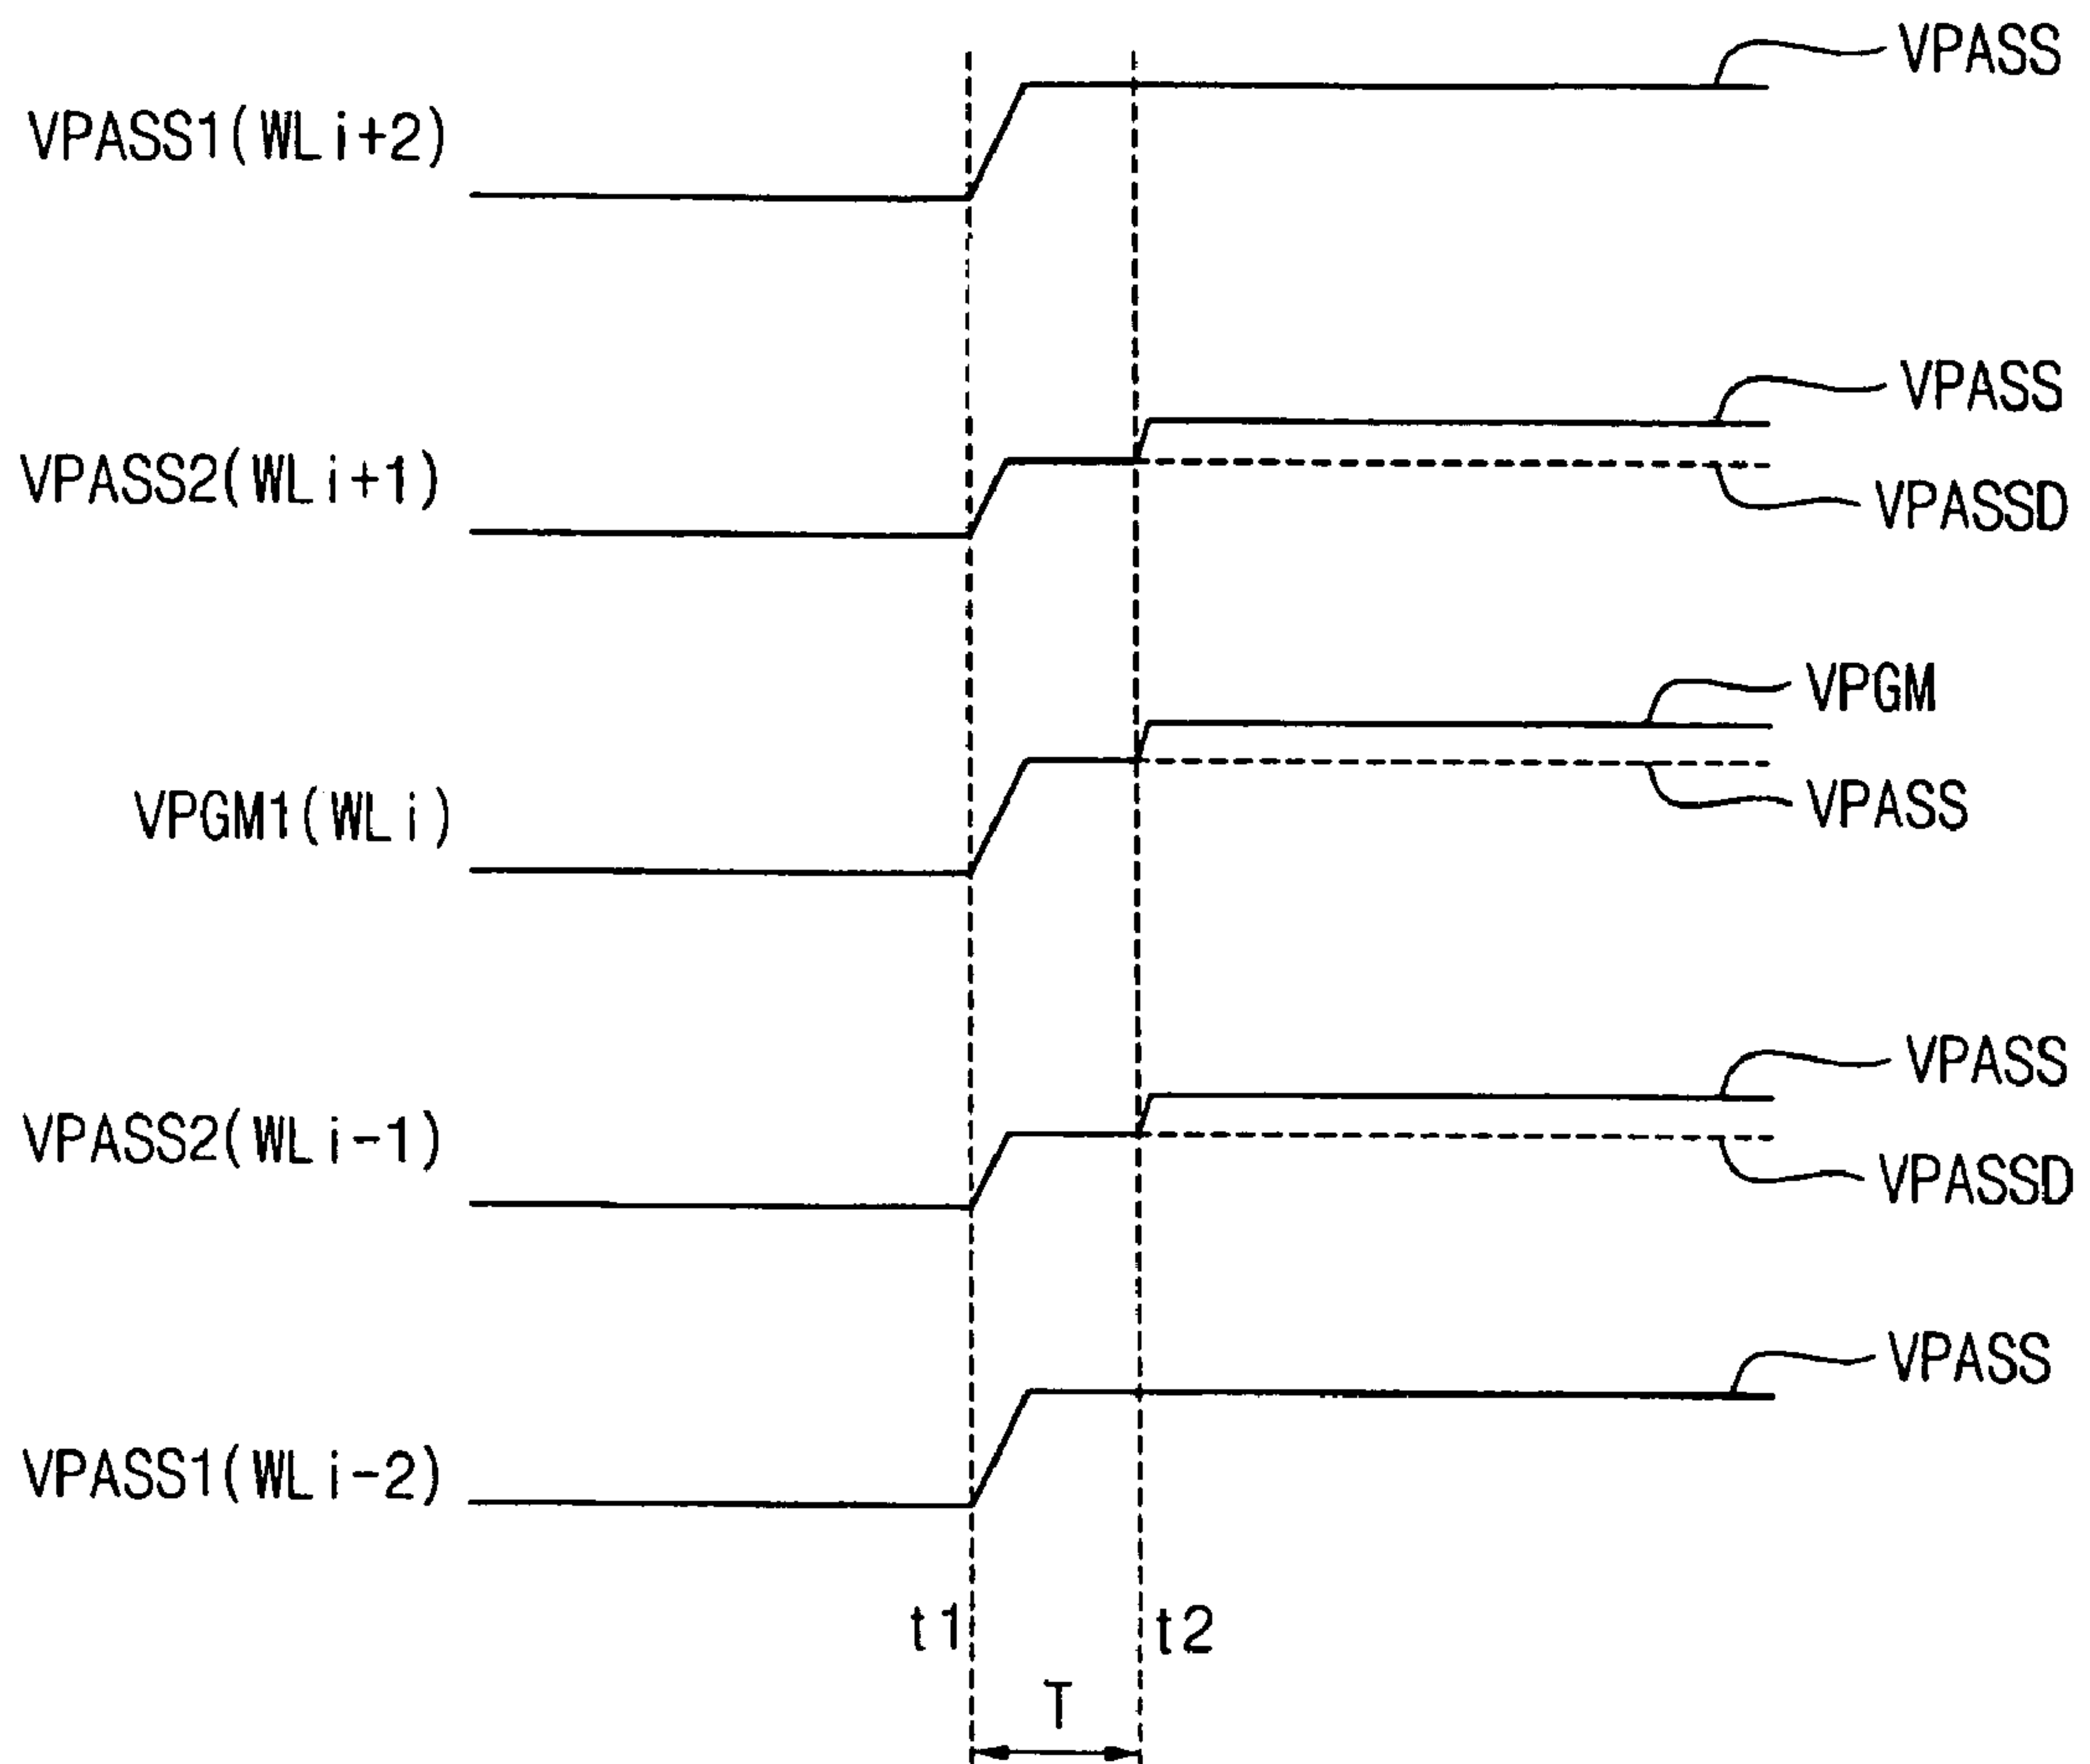 VPASS
VPASS1(WLi+2)
VPASS
VPASS2(WLi+1)
VPASSD
VPGM
VPGM1(WLi)
VPASS
VPASS
VPASS2(WLi-1)
VPASSD
VPASS
VPASS1(WLi-2)
t1 t2
T